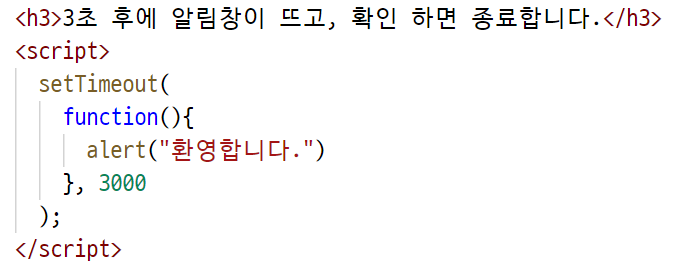 <h3>3초 후에 알림창이 뜨고, 확인 하면 종료합니다.</h3>
<script>
  setTimeout(
    function(){
      alert("환영합니다.")
    }, 3000
  );
</script>